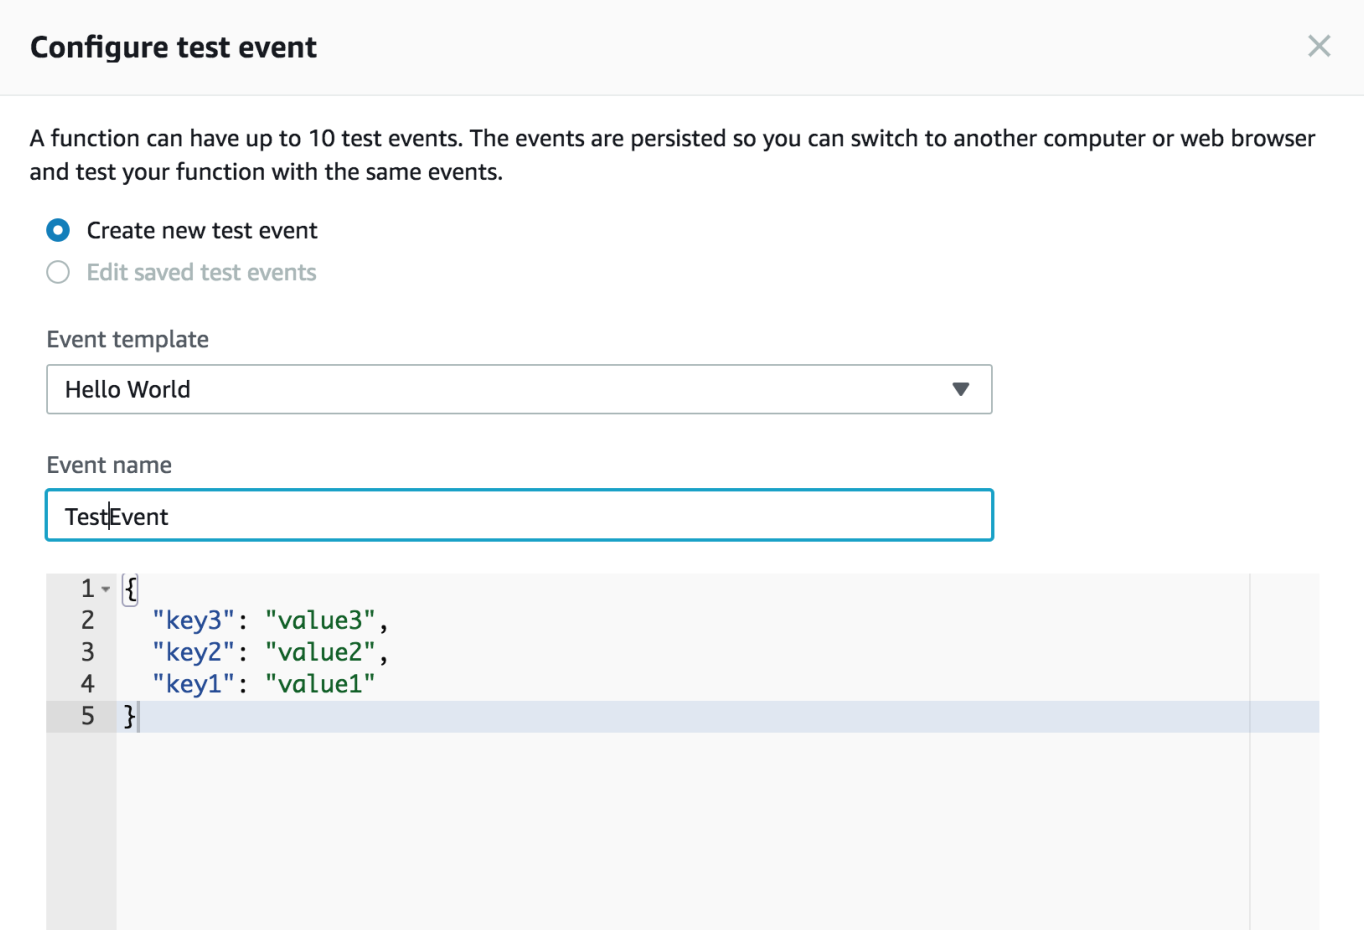 Configure test event
A function can have up to 10 test events. The events are persisted so you can switch to another computer or web browser
and test your function with the same events.
Create new test event
Edit saved test events
Event template
Hello World
Event name
TestEvent
1 {
2 "key3": "value3",
3 "key2": "value2",
4 "key1": "value1"
5 }